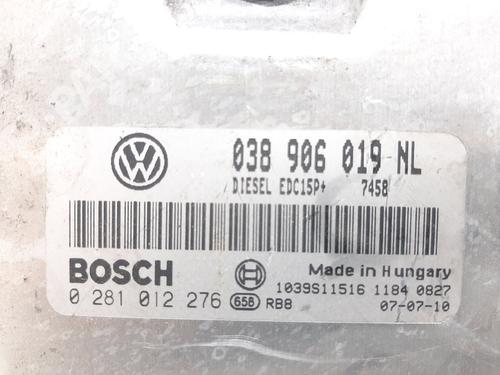 038 906 019 NL
DIESEL EDC15P+ 7458
BOSCH
Made in Hungary
1039S11516 1184 0827
0 281 012 276 658 RB8 07-07-10